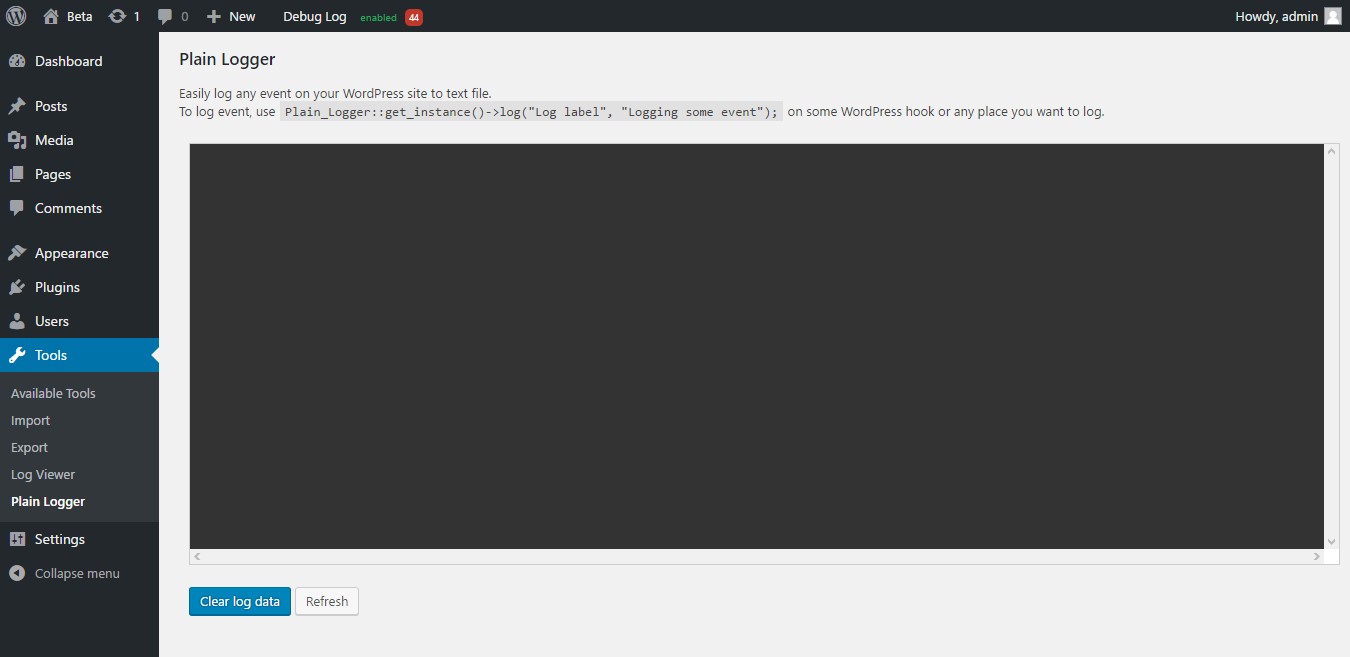 Beta 1 0 New Debug Log enabled 44 Howdy, admin
Dashboard
Posts
Media
Pages
Comments
Appearance
Plugins
Users
Tools
Available Tools
Import
Export
Log Viewer
Plain Logger
Settings
Collapse menu
Plain Logger
Easily log any event on your WordPress site to text file.
To log event, use Plain_Logger::get_instance()->log("Log label", "Logging some event"); on some WordPress hook or any place you want to log.
Clear log data Refresh